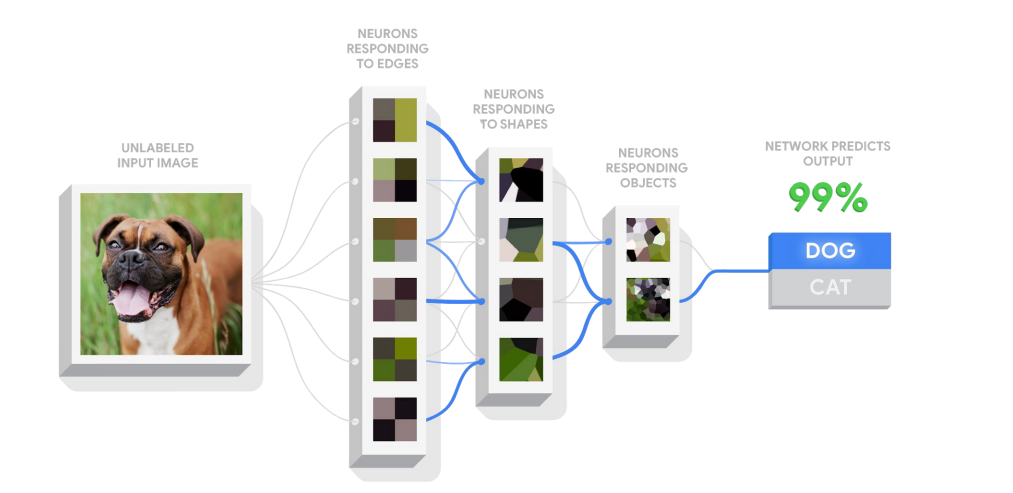 UNLABELED
INPUT IMAGE
NEURONS
RESPONDING
TO EDGES
NEURONS
RESPONDING
TO SHAPES
NEURONS
RESPONDING
OBJECTS
NETWORK PREDICTS
OUTPUT
99%
DOG
CAT